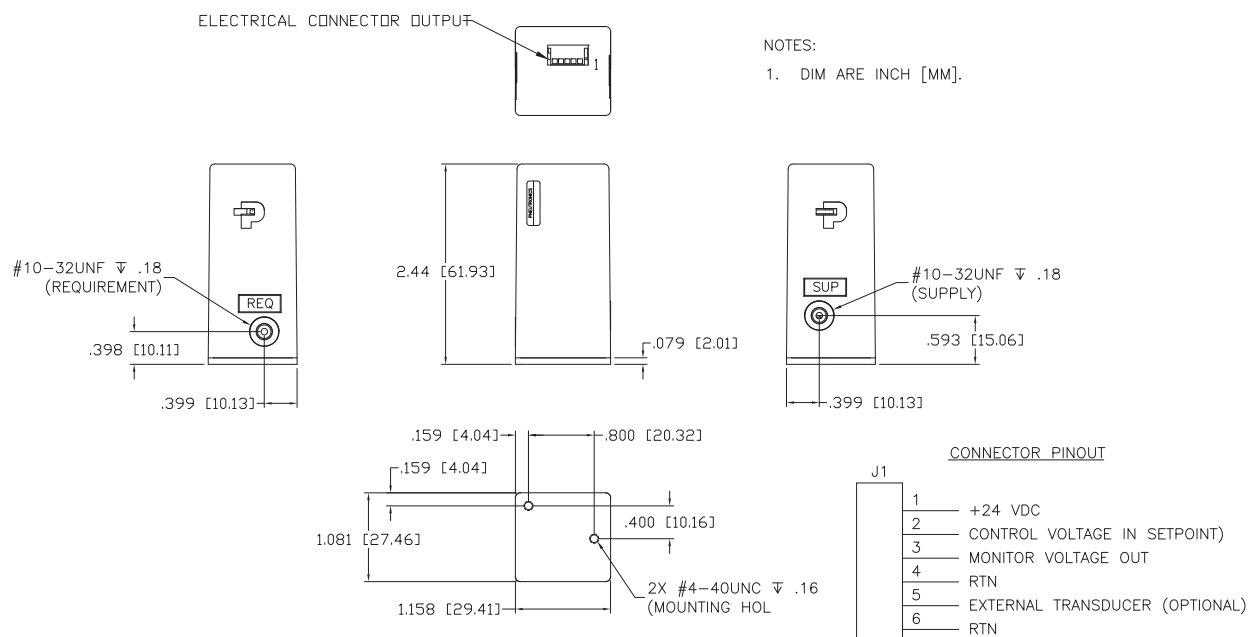 ELECTRICAL CONNECTOR OUTPUT
1
NOTES:
1. DIM ARE INCH [MM].
#10-32UNF ↧ .18
(REQUIREMENT)
REQ
.398 [10.11]
.399 [10.13]
PNEUTRONICS
2.44 [61.93]
.079 [2.01]
SUP
#10-32UNF ↧ .18
(SUPPLY)
.593 [15.06]
.399 [10.13]
.159 [4.04]
.800 [20.32]
.159 [4.04]
1.081 [27.46]
.400 [10.16]
1.158 [29.41]
2X #4-40UNC ↧ .16
(MOUNTING HOL
CONNECTOR PINOUT
J1
1 +24 VDC
2 CONTROL VOLTAGE IN SETPOINT)
3 MONITOR VOLTAGE OUT
4 RTN
5 EXTERNAL TRANSDUCER (OPTIONAL)
6 RTN